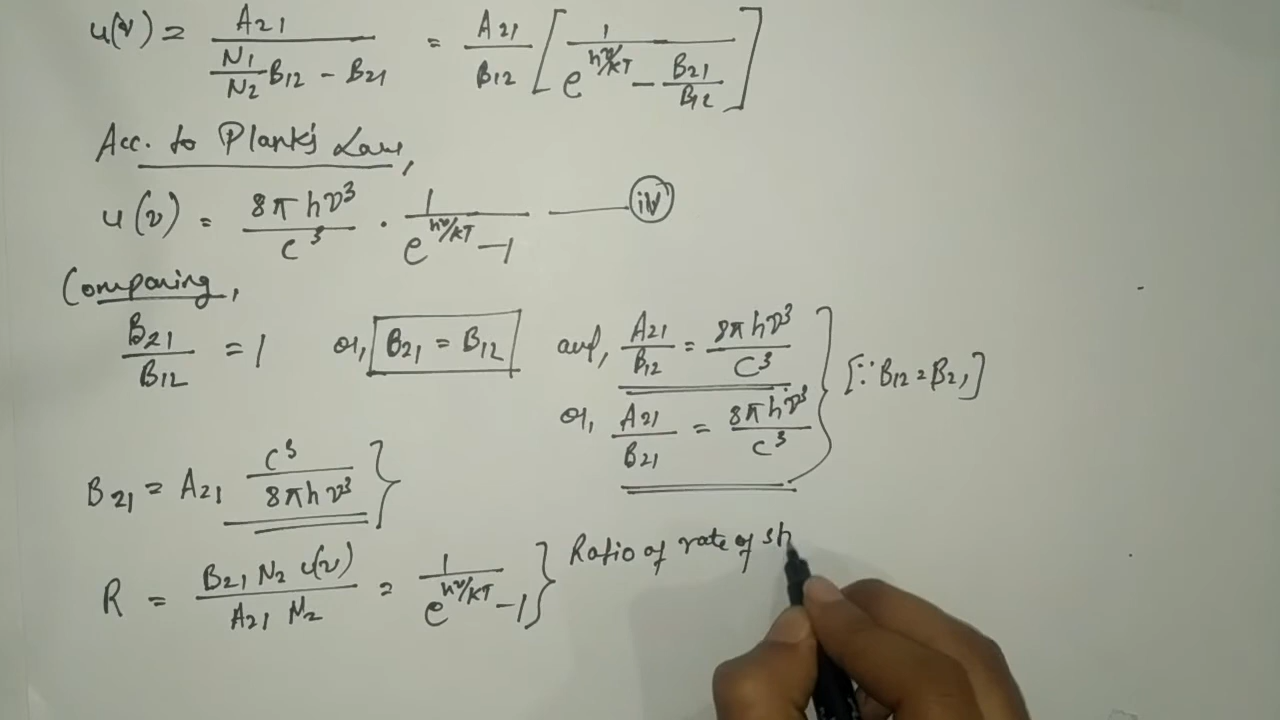 u(ν) = A21 / (N1/N2 B12 - B21) = A21/B12 [ 1 / (e^hν/kT - B21/B12) ]
Acc. to Plank's Law,
u(ν) = 8πhν³/c³ · 1/(e^hν/kT - 1) —— (iv)
Comparing,
B21/B12 = 1 or, B21 = B12 and, A21/B12 = 8πhν³/C³
or, A21/B21 = 8πhν³/C³ } [∵ B12 = B21]
B21 = A21 C³/8πhν³ }
R = B21 N2 u(ν) / A21 N2 = 1/(e^hν/kT - 1) } Ratio of rate of